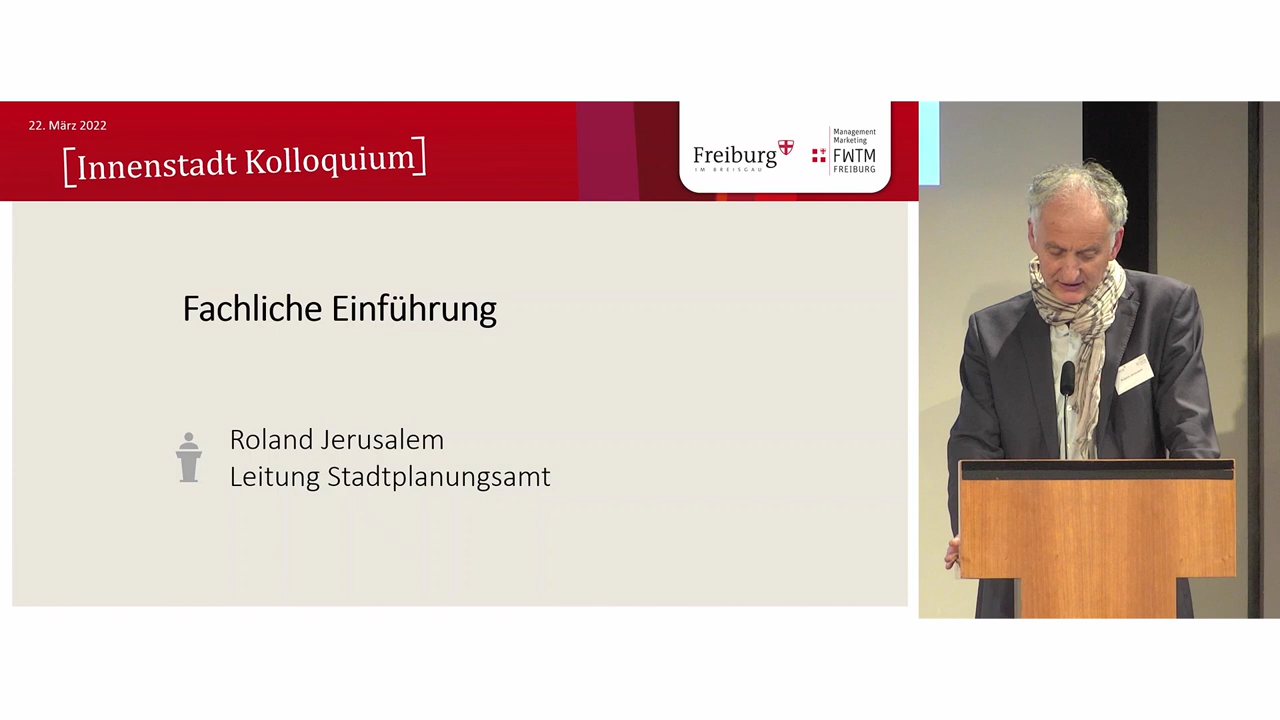 22. März 2022
[Innenstadt Kolloquium]
Freiburg
IM BREISGAU
Management
Marketing
FWTM
FREIBURG
Fachliche Einführung
Roland Jerusalem
Leitung Stadtplanungsamt